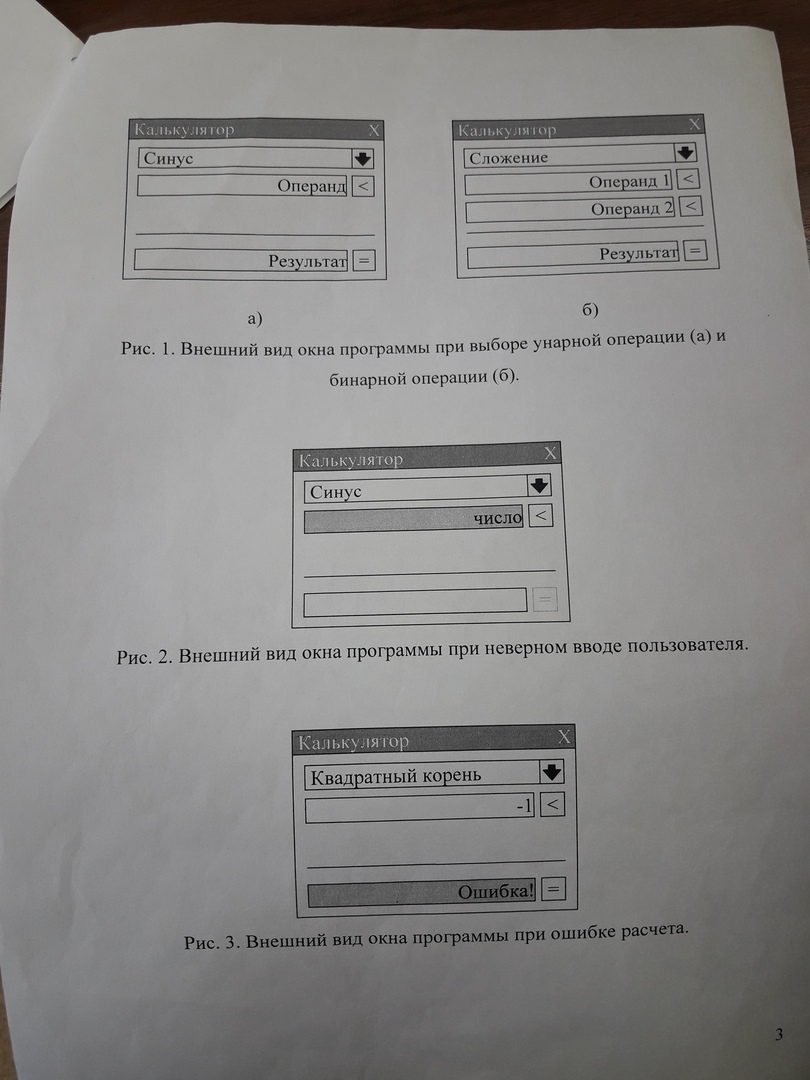 Калькулятор X
Синус
Операнд <
Результат =
а)
Калькулятор X
Сложение
Операнд 1 <
Операнд 2 <
Результат =
б)
Рис. 1. Внешний вид окна программы при выборе унарной операции (а) и
бинарной операции (б).
Калькулятор X
Синус
число <
=
Рис. 2. Внешний вид окна программы при неверном вводе пользователя.
Калькулятор X
Квадратный корень
-1 <
Ошибка! =
Рис. 3. Внешний вид окна программы при ошибке расчета.
3